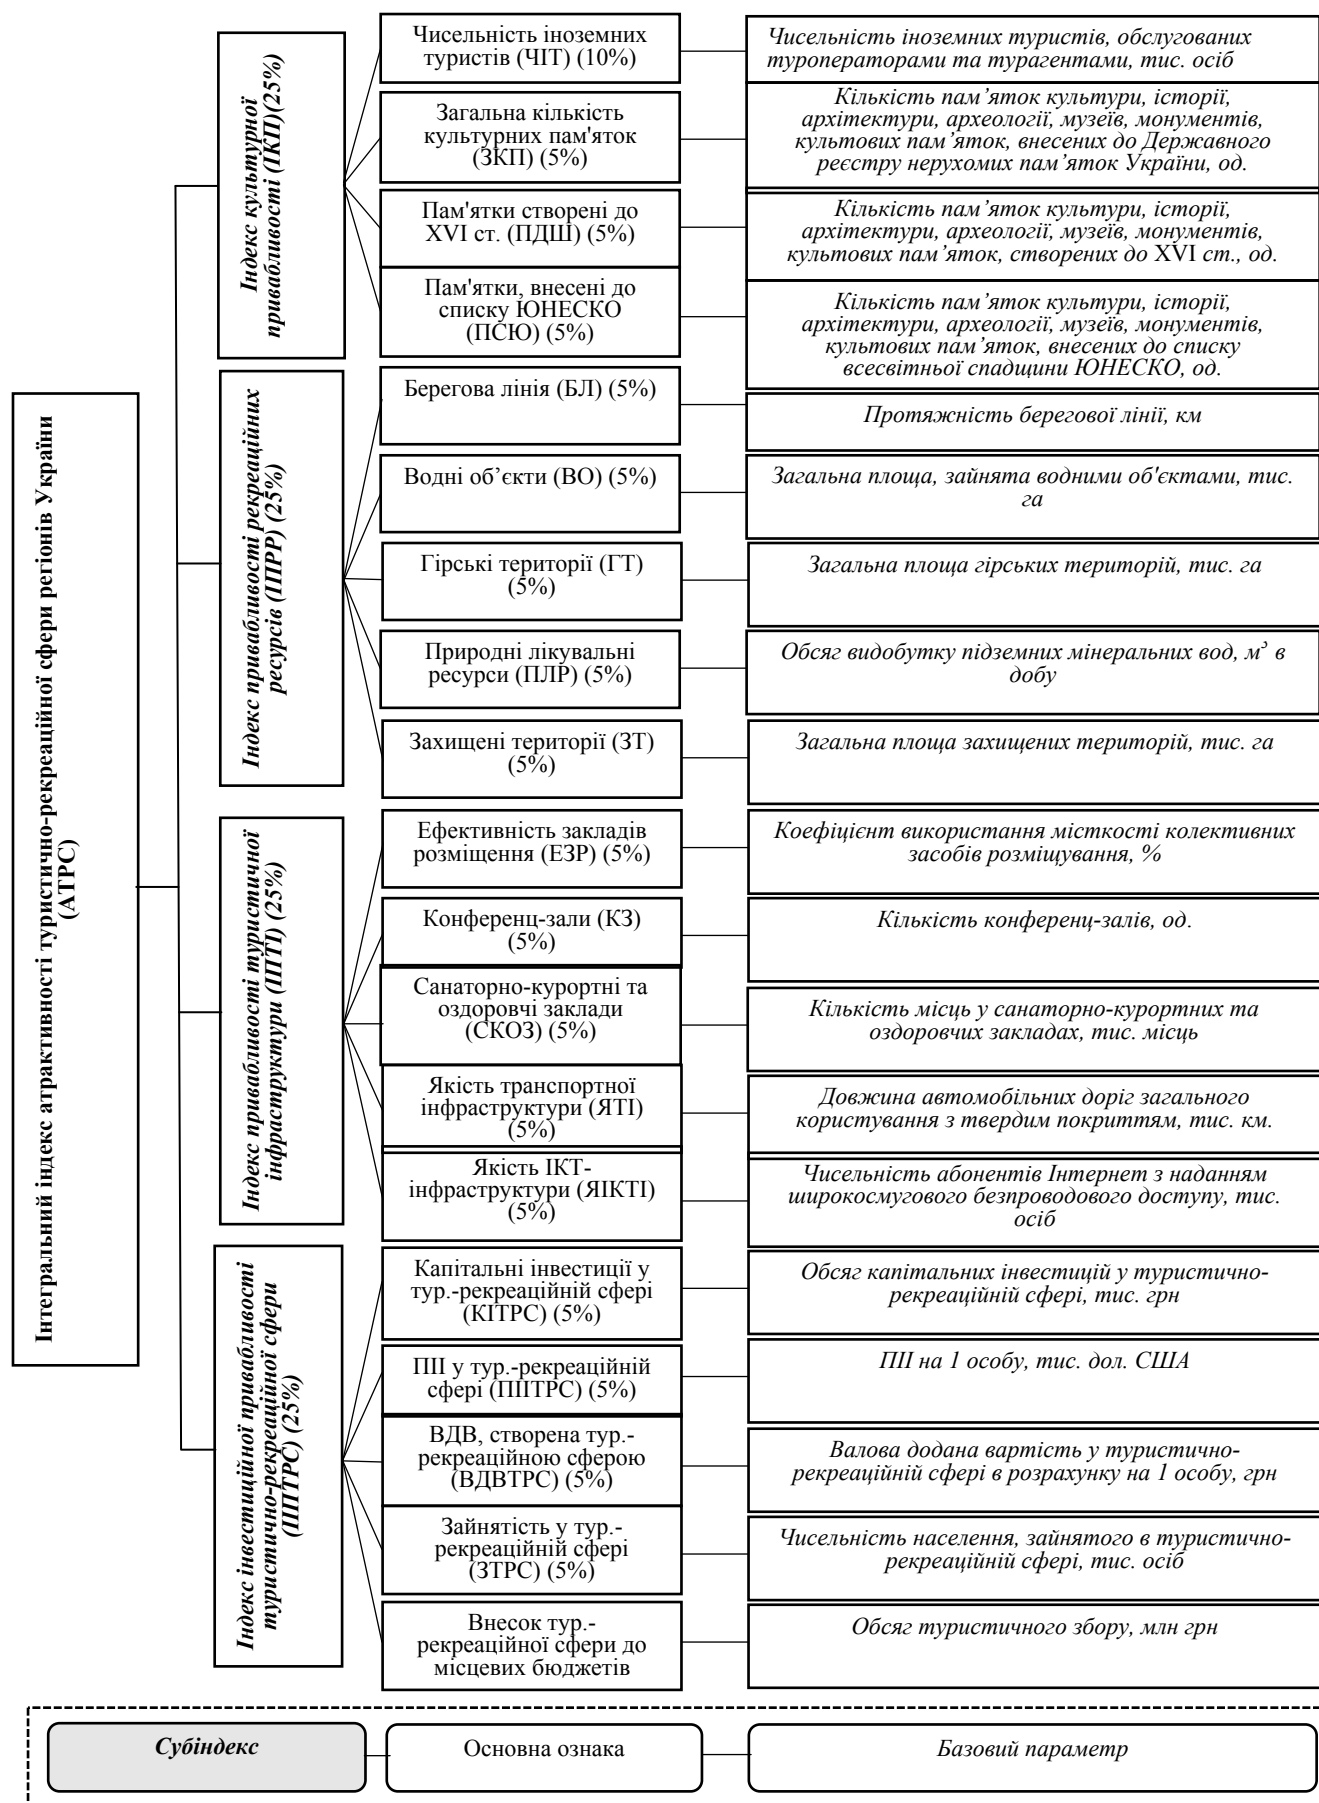 Інтегральний індекс атрактивності туристично-рекреаційної сфери регіонів України
(АТРС)
Індекс культурної
привабливості (ІКП)(25%)
Чисельність іноземних
туристів (ЧІТ) (10%)
Чисельність іноземних туристів, обслугованих
туроператорами та турагентами, тис. осіб
Загальна кількість
культурних пам'яток
(ЗКП) (5%)
Кількість пам’яток культури, історії,
архітектури, археології, музеїв, монументів,
культових пам’яток, внесених до Державного
реєстру нерухомих пам’яток України, од.
Пам'ятки створені до
XVI ст. (ПДШ) (5%)
Кількість пам’яток культури, історії,
архітектури, археології, музеїв, монументів,
культових пам’яток, створених до XVI ст., од.
Пам'ятки, внесені до
списку ЮНЕСКО
(ПСЮ) (5%)
Кількість пам’яток культури, історії,
архітектури, археології, музеїв, монументів,
культових пам’яток, внесених до списку
всесвітньої спадщини ЮНЕСКО, од.
Індекс привабливості рекреаційних
ресурсів (ІПРР) (25%)
Берегова лінія (БЛ) (5%)
Протяжність берегової лінії, км
Водні об’єкти (ВО) (5%)
Загальна площа, зайнята водними об'єктами, тис.
га
Гірські території (ГТ)
(5%)
Загальна площа гірських територій, тис. га
Природні лікувальні
ресурси (ПЛР) (5%)
Обсяг видобутку підземних мінеральних вод, м³ в
добу
Захищені території (ЗТ)
(5%)
Загальна площа захищених територій, тис. га
Індекс привабливості туристичної
інфраструктури (ІПТІ) (25%)
Ефективність закладів
розміщення (ЕЗР) (5%)
Коефіцієнт використання місткості колективних
засобів розміщування, %
Конференц-зали (КЗ)
(5%)
Кількість конференц-залів, од.
Санаторно-курортні та
оздоровчі заклади
(СКОЗ) (5%)
Кількість місць у санаторно-курортних та
оздоровчих закладах, тис. місць
Якість транспортної
інфраструктури (ЯТІ)
(5%)
Довжина автомобільних доріг загального
користування з твердим покриттям, тис. км.
Якість ІКТ-
інфраструктури (ЯІКТІ)
(5%)
Чисельність абонентів Інтернет з наданням
широкосмугового безпроводового доступу, тис.
осіб
Індекс інвестиційної привабливості
туристично-рекреаційної сфери
(ІІПТРС) (25%)
Капітальні інвестиції у
тур.-рекреаційній сфері
(КІТРС) (5%)
Обсяг капітальних інвестицій у туристично-
рекреаційній сфері, тис. грн
ПІІ у тур.-рекреаційній
сфері (ПІІТРС) (5%)
ПІІ на 1 особу, тис. дол. США
ВДВ, створена тур.-
рекреаційною сферою
(ВДВТРС) (5%)
Валова додана вартість у туристично-
рекреаційній сфері в розрахунку на 1 особу, грн
Зайнятість у тур.-
рекреаційній сфері
(ЗТРС) (5%)
Чисельність населення, зайнятого в туристично-
рекреаційній сфері, тис. осіб
Внесок тур.-
рекреаційної сфери до
місцевих бюджетів
Обсяг туристичного збору, млн грн
Субіндекс
Основна ознака
Базовий параметр